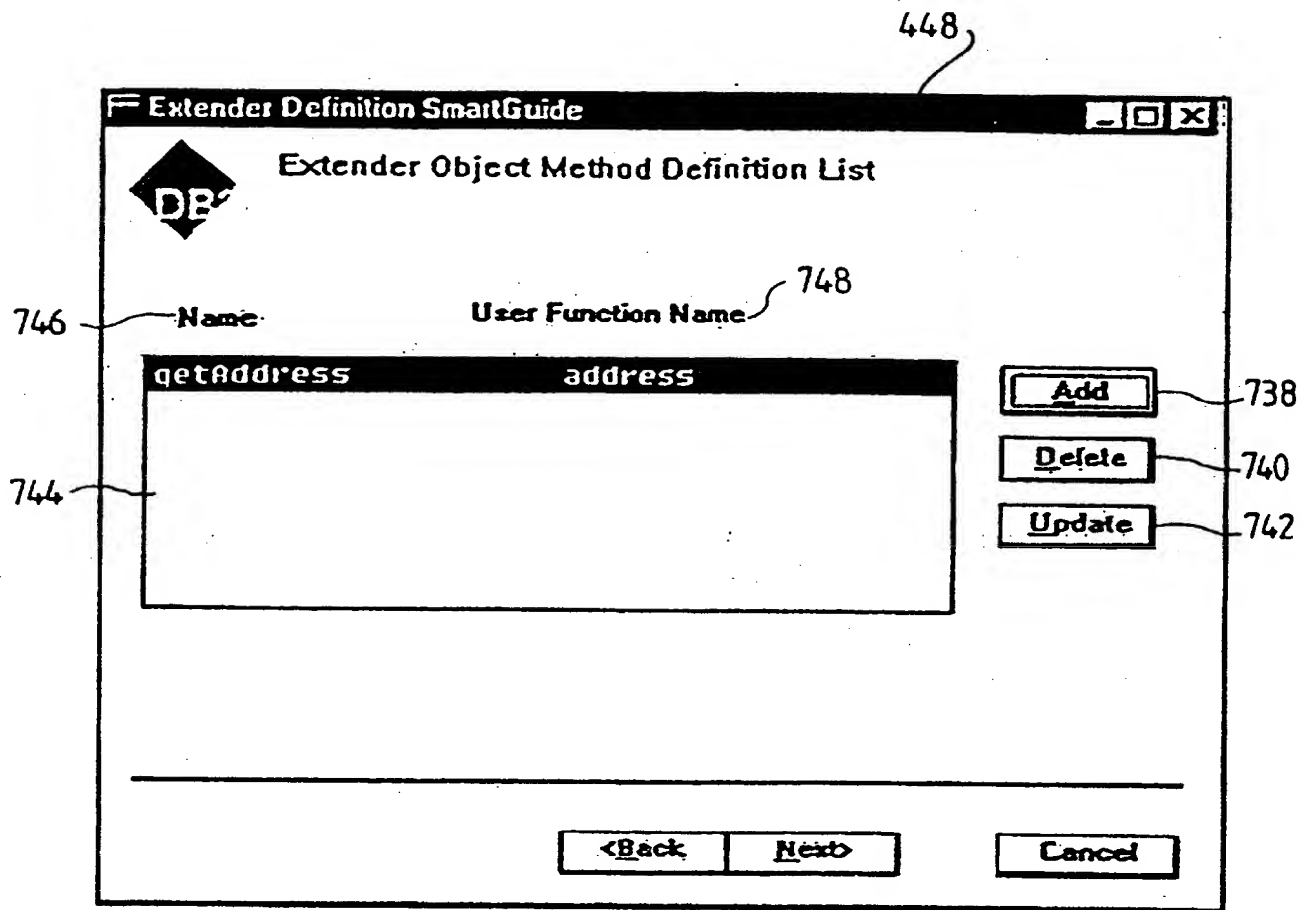 448
Extender Definition SmartGuide
Extender Object Method Definition List
DB2
748
746 Name User Function Name
getAddress address
Add 738
Delete 740
744
Update 742
<Back Next> Cancel